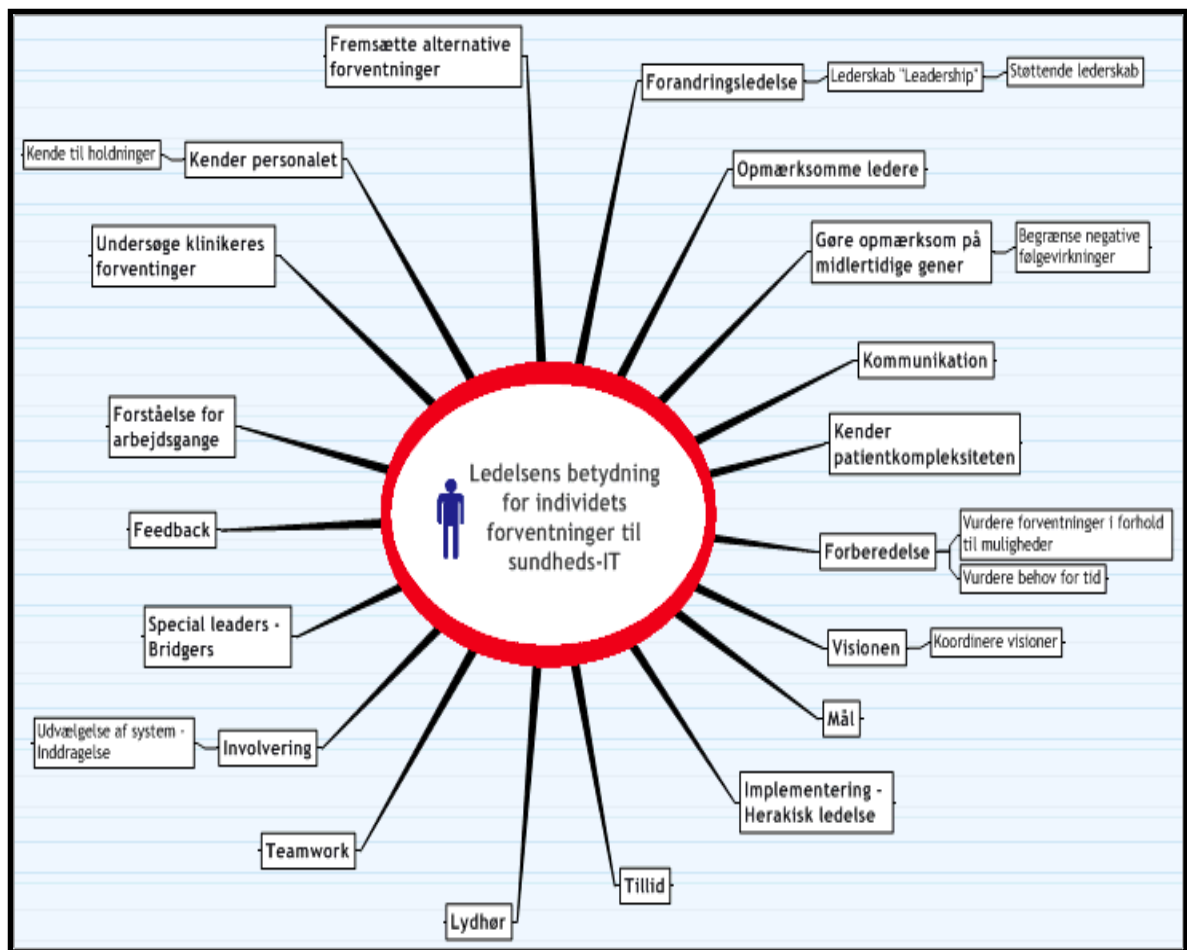 Fremsætte alternative
forventninger
Forandringsledelse
Lederskab "Leadership"
Støttende lederskab
Kende til holdninger
Kender personalet
Opmærksomme ledere
Undersøge klinikeres
forventinger
Gøre opmærksom på
midlertidige gener
Begrænse negative
følgevirkninger
Kommunikation
Forståelse for
arbejdsgange
Kender
patientkompleksiteten
Ledelsens betydning
for individets
forventninger til
sundheds-IT
Feedback
Forberedelse
Vurdere forventninger i forhold
til muligheder
Vurdere behov for tid
Special leaders -
Bridgers
Visionen
Koordinere visioner
Mål
Udvælgelse af system -
Inddragelse
Involvering
Implementering -
Herakisk ledelse
Teamwork
Tillid
Lydhør